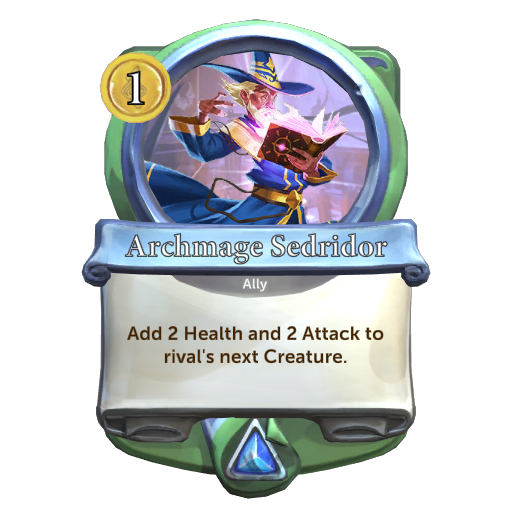 1
Archmage Sedridor
Ally
Add 2 Health and 2 Attack to
rival's next Creature.